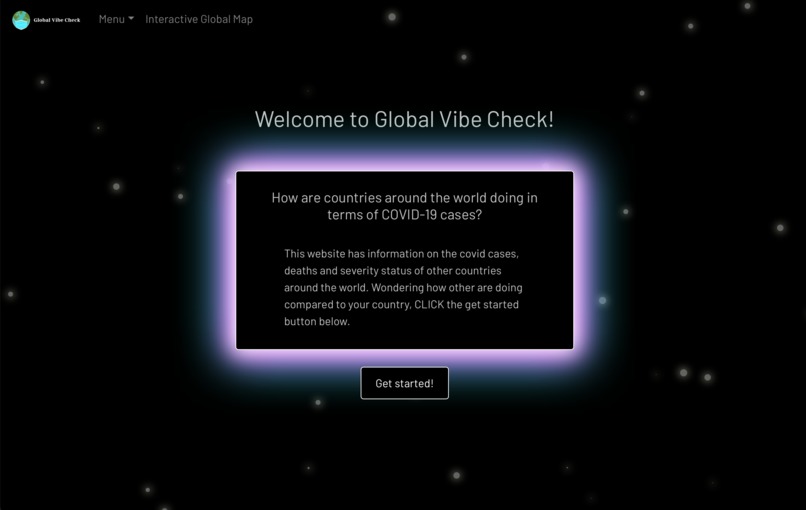 Global Vibe Check
Menu
Interactive Global Map
Welcome to Global Vibe Check!
How are countries around the world doing in
terms of COVID-19 cases?
This website has information on the covid cases,
deaths and severity status of other countries
around the world. Wondering how other are doing
compared to your country, CLICK the get started
button below.
Get started!